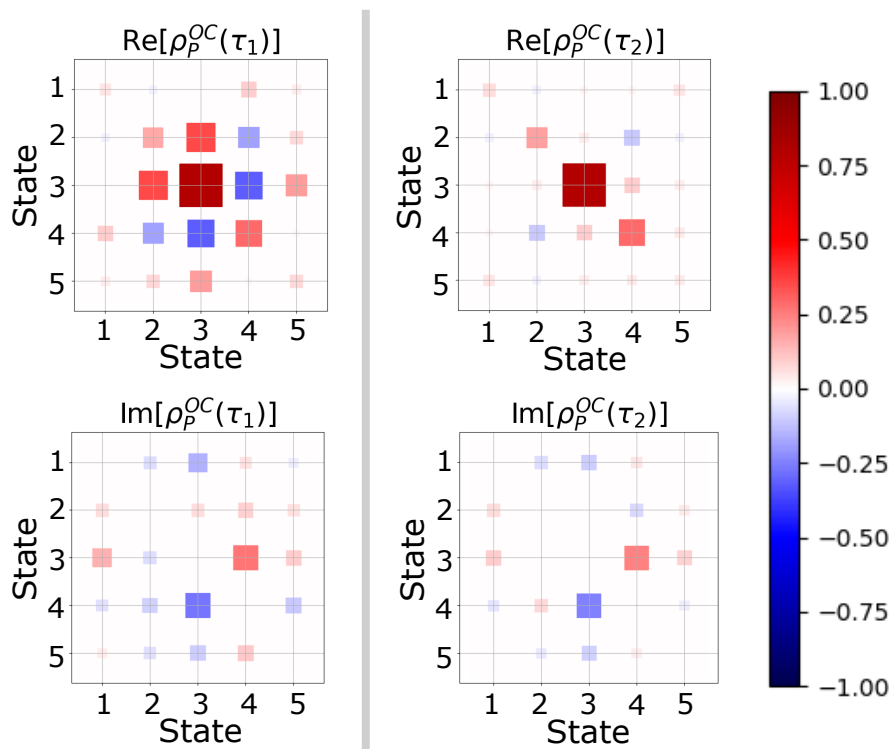 Re[ρ_P^{OC}(τ_1)]
State
1
2
3
4
5
1 2 3 4 5
State
Re[ρ_P^{OC}(τ_2)]
State
1
2
3
4
5
1 2 3 4 5
State
Im[ρ_P^{OC}(τ_1)]
State
1
2
3
4
5
1 2 3 4 5
State
Im[ρ_P^{OC}(τ_2)]
State
1
2
3
4
5
1 2 3 4 5
State
1.00
0.75
0.50
0.25
0.00
−0.25
−0.50
−0.75
−1.00